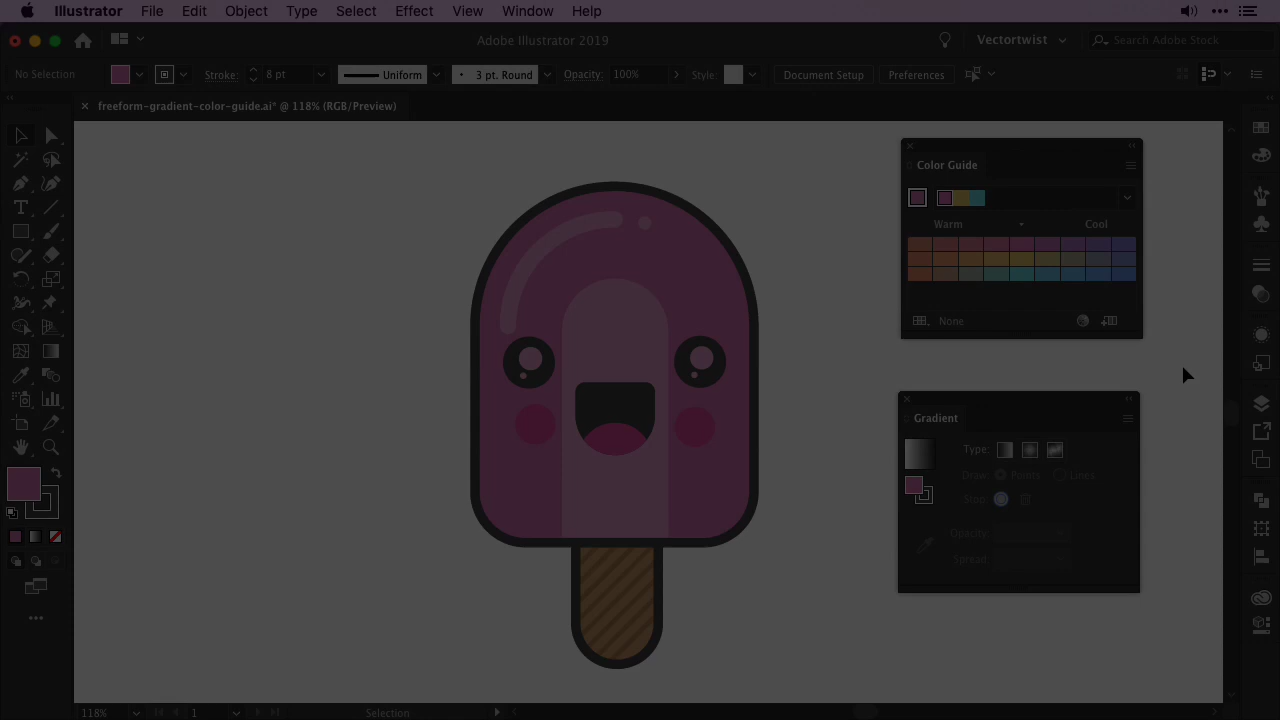 Illustrator File Edit Object Type Select Effect View Window Help
Adobe Illustrator 2019 Vectortwist Search Adobe Stock
No Selection Stroke: 8 pt Uniform 3 pt. Round Opacity: 100% Style: Document Setup Preferences
freeform-gradient-color-guide.ai* @ 118% (RGB/Preview)
Color Guide
Warm Cool
None
Gradient
Type:
Draw: Points Lines
Stop:
Opacity:
Spread:
118% 1 Selection